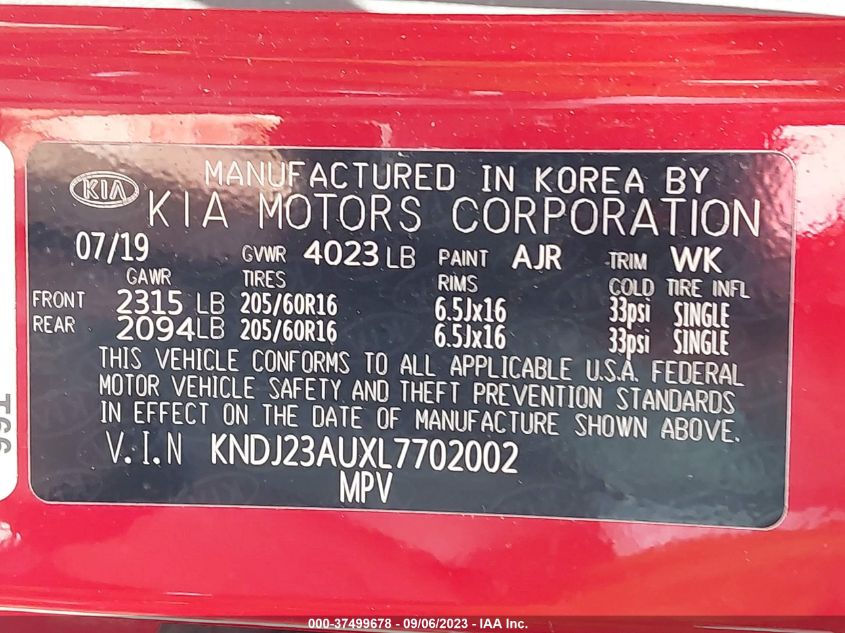 KIA
MANUFACTURED IN KOREA BY
KIA MOTORS CORPORATION
07/19 GVWR 4023 LB PAINT AJR TRIM WK
GAWR TIRES RIMS COLD TIRE INFL
FRONT 2315 LB 205/60R16 6.5Jx16 33psi SINGLE
REAR 2094 LB 205/60R16 6.5Jx16 33psi SINGLE
THIS VEHICLE CONFORMS TO ALL APPLICABLE U.S.A. FEDERAL
MOTOR VEHICLE SAFETY AND THEFT PREVENTION STANDARDS
IN EFFECT ON THE DATE OF MANUFACTURE SHOWN ABOVE.
V.I.N KNDJ23AUXL7702002
MPV
000-37499678 - 09/06/2023 - IAA Inc.